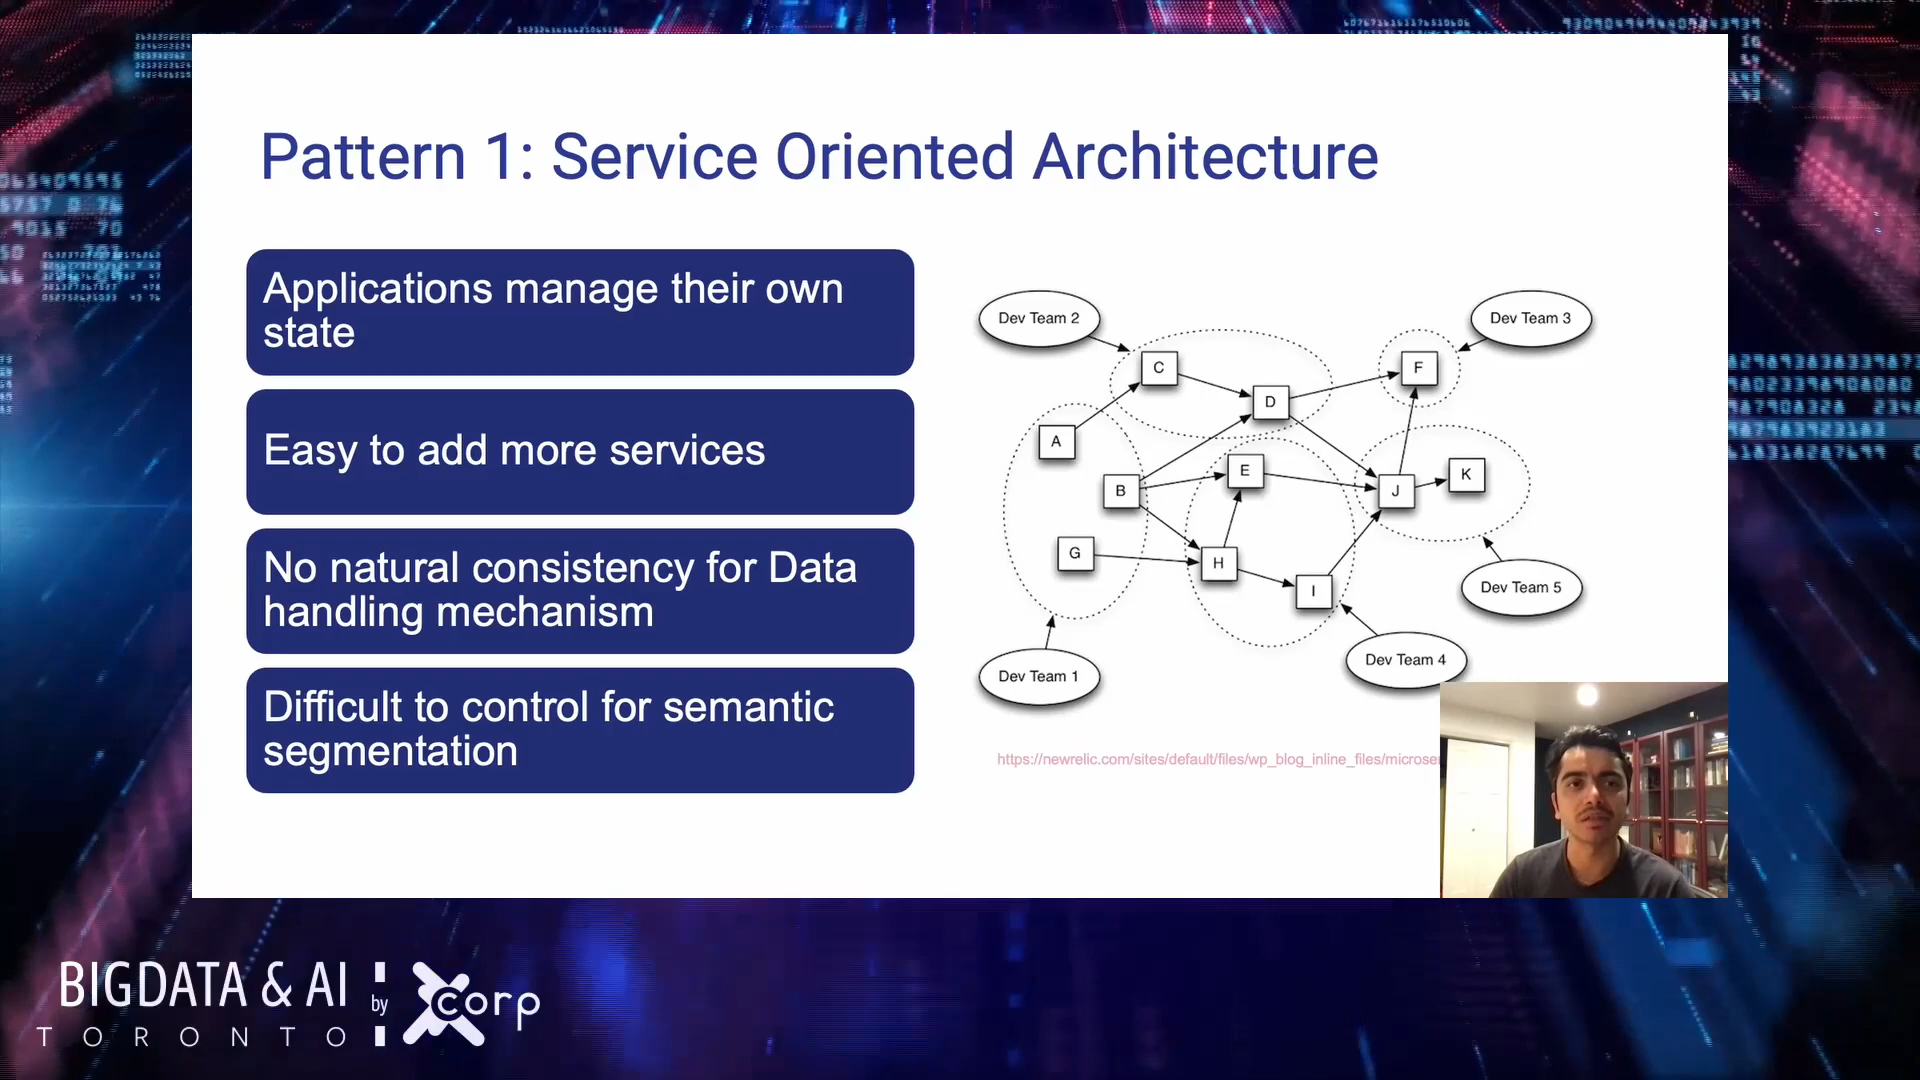 Pattern 1: Service Oriented Architecture
Applications manage their own
state
Easy to add more services
No natural consistency for Data
handling mechanism
Difficult to control for semantic
segmentation
Dev Team 2
Dev Team 3
C
F
D
A
E
K
B
J
G
H
I
Dev Team 5
Dev Team 4
Dev Team 1
https://newrelic.com/sites/default/files/wp_blog_inline_files/microse
BIGDATA & AI
TORONTO
by
corp